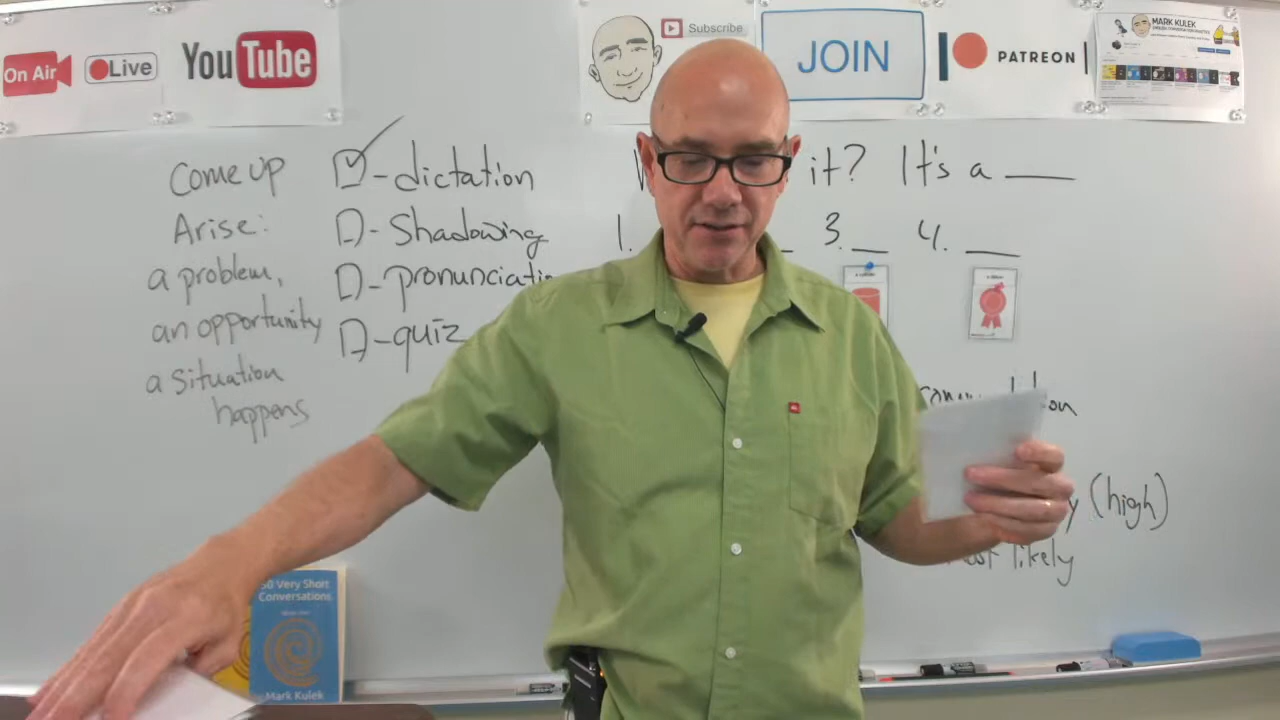 On Air
Live
YouTube
Subscribe
JOIN
PATREON
MARK KULEK
Come up
Arise:
a problem,
an opportunity
a situation
happens
D-dictation
D-Shadowing
D-pronunciati
D-quiz
it? It's a
1. 3. 4.
(high)
likely
Very Short
Conversations
Mark Kulek